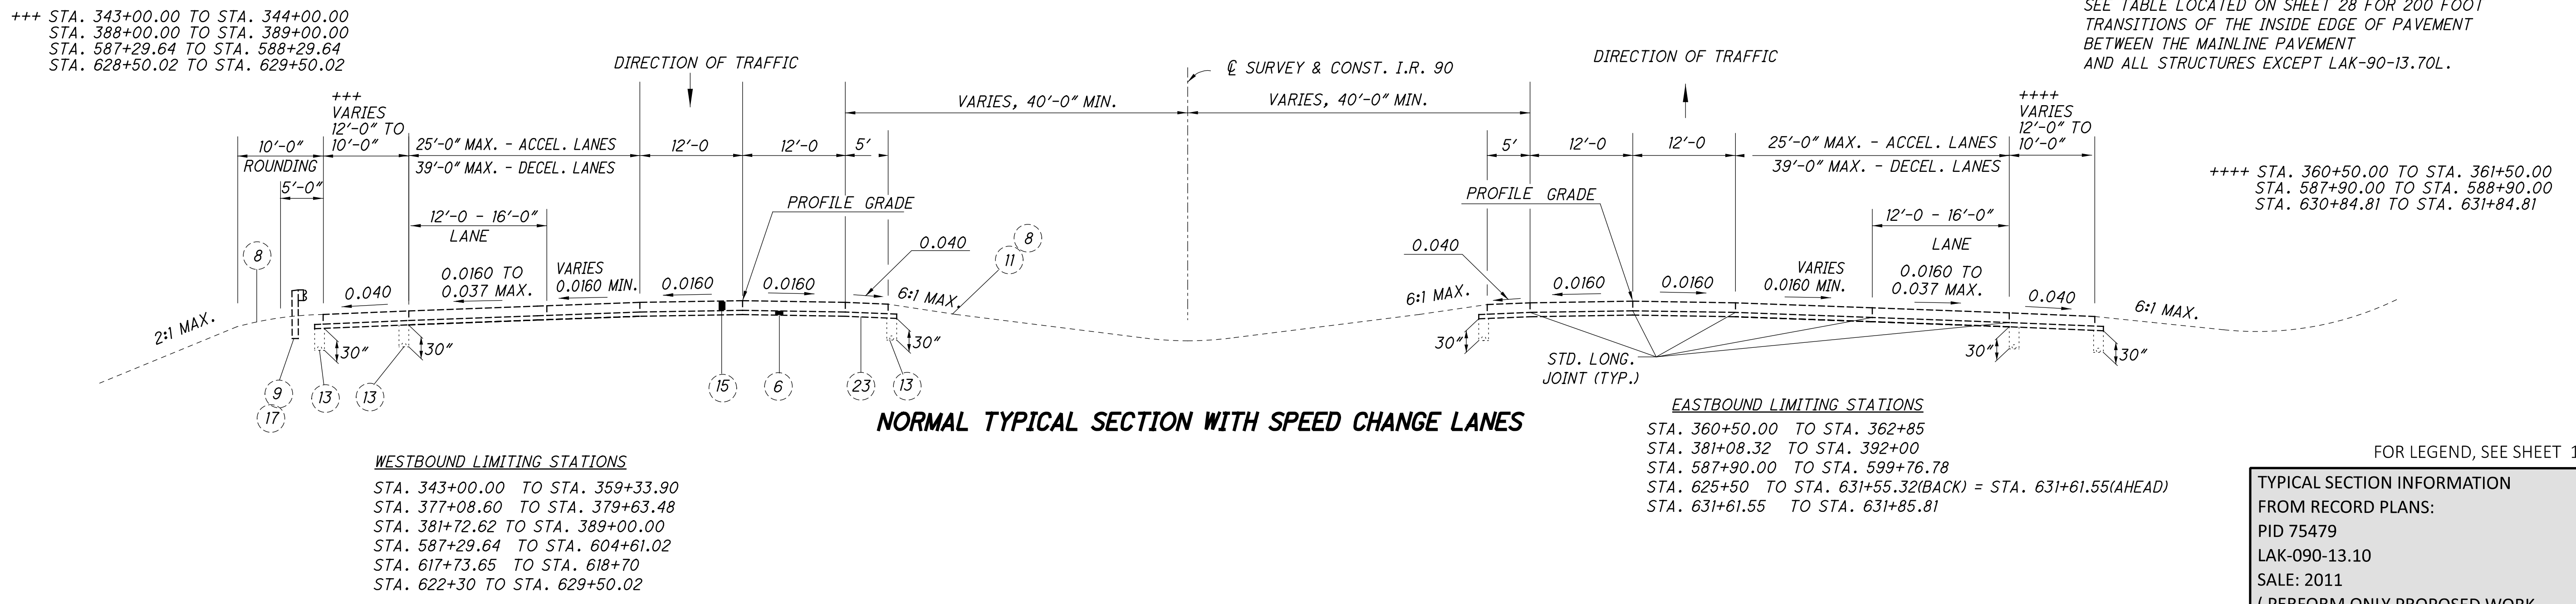 +++ STA. 343+00.00 TO STA. 344+00.00
STA. 388+00.00 TO STA. 389+00.00
STA. 587+29.64 TO STA. 588+29.64
STA. 628+50.02 TO STA. 629+50.02
SEE TABLE LOCATED ON SHEET 28 FOR 200 FOOT
TRANSITIONS OF THE INSIDE EDGE OF PAVEMENT
BETWEEN THE MAINLINE PAVEMENT
AND ALL STRUCTURES EXCEPT LAK-90-13.70L.
DIRECTION OF TRAFFIC
℄ SURVEY & CONST. I.R. 90
DIRECTION OF TRAFFIC
+++
VARIES
12'-0" TO
10'-0"
10'-0"
ROUNDING
5'-0"
25'-0" MAX. - ACCEL. LANES
39'-0" MAX. - DECEL. LANES
12'-0
12'-0
5'
VARIES, 40'-0" MIN.
VARIES, 40'-0" MIN.
5'
12'-0
12'-0
25'-0" MAX. - ACCEL. LANES
39'-0" MAX. - DECEL. LANES
++++
VARIES
12'-0" TO
10'-0"
++++ STA. 360+50.00 TO STA. 361+50.00
STA. 587+90.00 TO STA. 588+90.00
STA. 630+84.81 TO STA. 631+84.81
12'-0 - 16'-0"
LANE
PROFILE GRADE
PROFILE GRADE
12'-0 - 16'-0"
LANE
8
0.040
8
11
0.040
2:1 MAX.
0.040
0.0160 TO
0.037 MAX.
VARIES
0.0160 MIN.
0.0160
0.0160
6:1 MAX.
6:1 MAX.
0.0160
0.0160
VARIES
0.0160 MIN.
0.0160 TO
0.037 MAX.
0.040
6:1 MAX.
30"
30"
30"
30"
30"
30"
STD. LONG.
JOINT (TYP.)
9
17
13
13
15
6
23
13
NORMAL TYPICAL SECTION WITH SPEED CHANGE LANES
WESTBOUND LIMITING STATIONS
STA. 343+00.00 TO STA. 359+33.90
STA. 377+08.60 TO STA. 379+63.48
STA. 381+72.62 TO STA. 389+00.00
STA. 587+29.64 TO STA. 604+61.02
STA. 617+73.65 TO STA. 618+70
STA. 622+30 TO STA. 629+50.02
EASTBOUND LIMITING STATIONS
STA. 360+50.00 TO STA. 362+85
STA. 381+08.32 TO STA. 392+00
STA. 587+90.00 TO STA. 599+76.78
STA. 625+50 TO STA. 631+55.32(BACK) = STA. 631+61.55(AHEAD)
STA. 631+61.55 TO STA. 631+85.81
FOR LEGEND, SEE SHEET 1
TYPICAL SECTION INFORMATION
FROM RECORD PLANS:
PID 75479
LAK-090-13.10
SALE: 2011
( PERFORM ONLY PROPOSED WORK